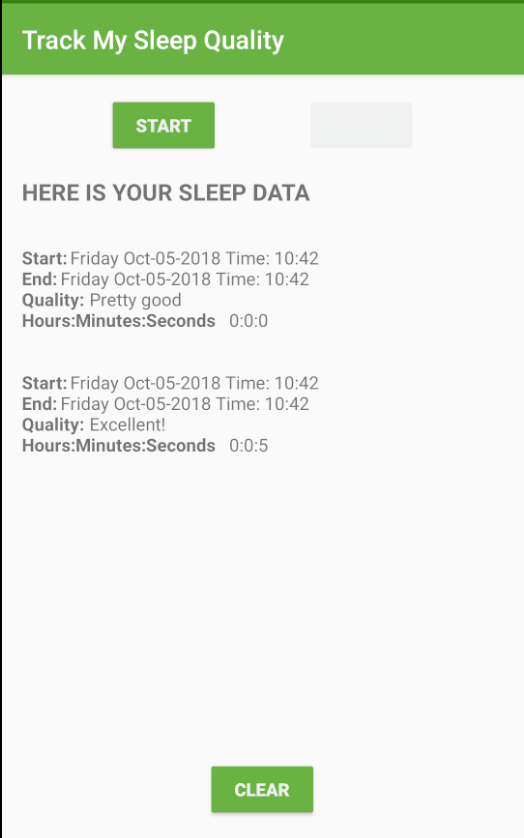 Track My Sleep Quality
START
HERE IS YOUR SLEEP DATA
Start: Friday Oct-05-2018 Time: 10:42
End: Friday Oct-05-2018 Time: 10:42
Quality: Pretty good
Hours:Minutes:Seconds 0:0:0
Start: Friday Oct-05-2018 Time: 10:42
End: Friday Oct-05-2018 Time: 10:42
Quality: Excellent!
Hours:Minutes:Seconds 0:0:5
CLEAR